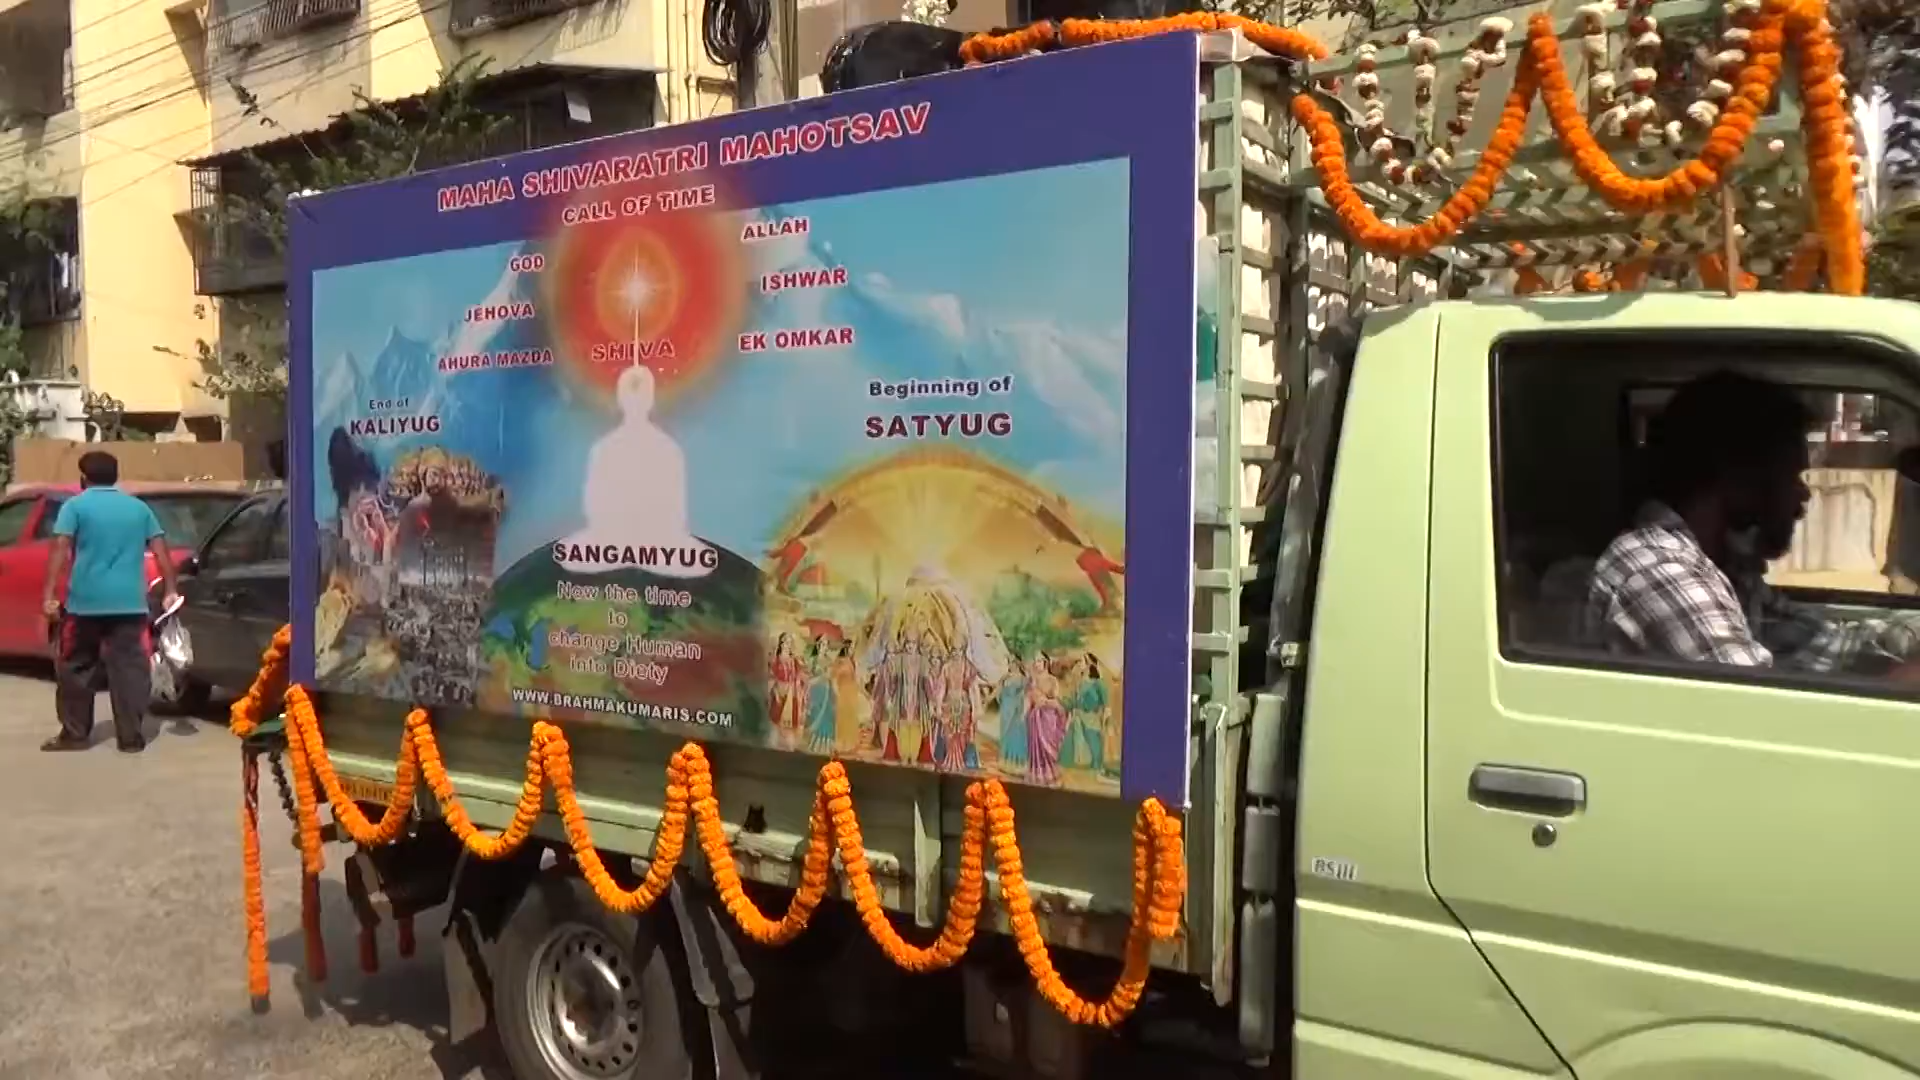 MAHA SHIVARATRI MAHOTSAV
CALL OF TIME
GOD
ALLAH
JEHOVA
ISHWAR
AHURA MAZDA
SHIVA
EK OMKAR
End of
KALIYUG
Beginning of
SATYUG
SANGAMYUG
Now the time
to
change Human
into Diety
WWW.BRAHMAKUMARIS.COM
BSIII